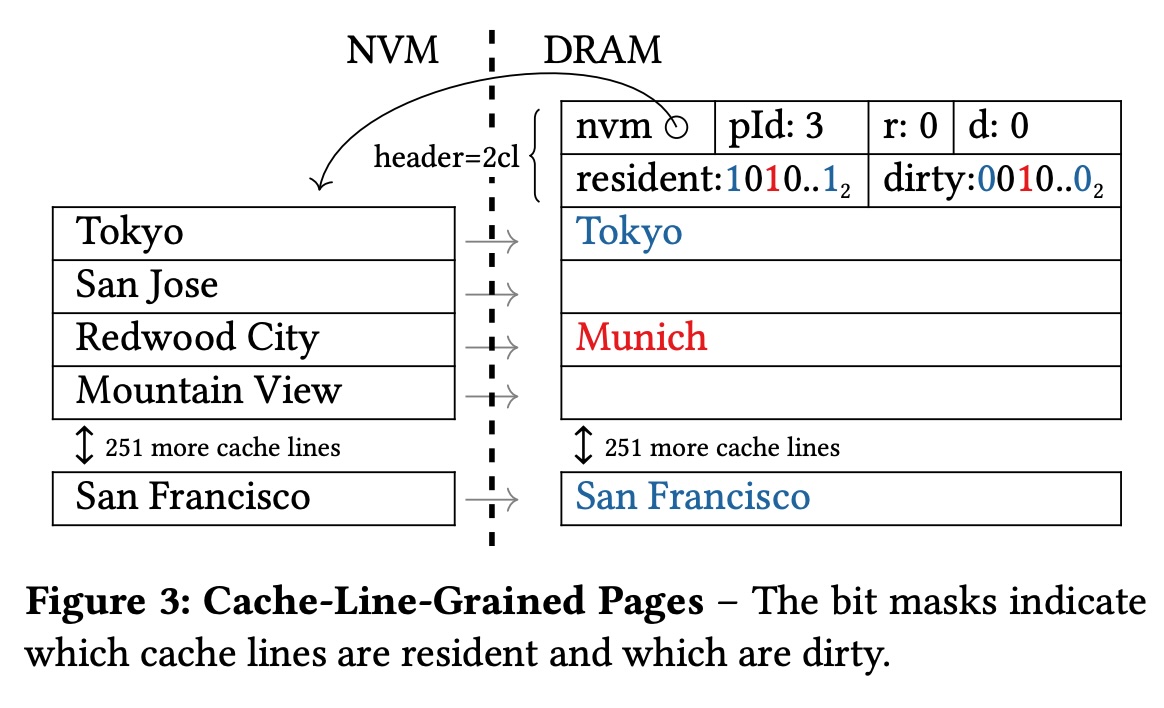 NVM DRAM
nvm pId: 3 r: 0 d: 0
header=2cl
resident:1010..1₂ dirty:0010..0₂
Tokyo Tokyo
San Jose
Redwood City Munich
Mountain View
251 more cache lines 251 more cache lines
San Francisco San Francisco
Figure 3: Cache-Line-Grained Pages – The bit masks indicate
which cache lines are resident and which are dirty.